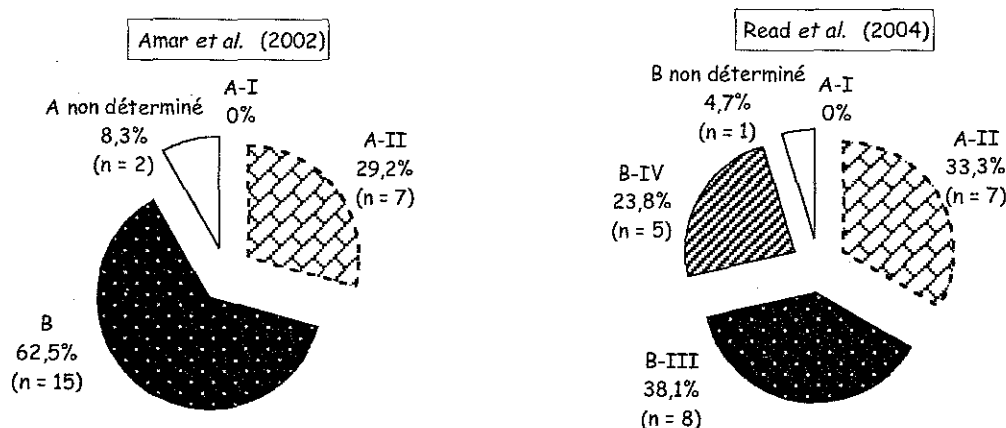 Amar et al. (2002)
A non déterminé
8,3%
(n = 2)
A-I
0%
A-II
29,2%
(n = 7)
B
62,5%
(n = 15)
Read et al. (2004)
B non déterminé
4,7%
(n = 1)
A-I
0%
A-II
33,3%
(n = 7)
B-IV
23,8%
(n = 5)
B-III
38,1%
(n = 8)